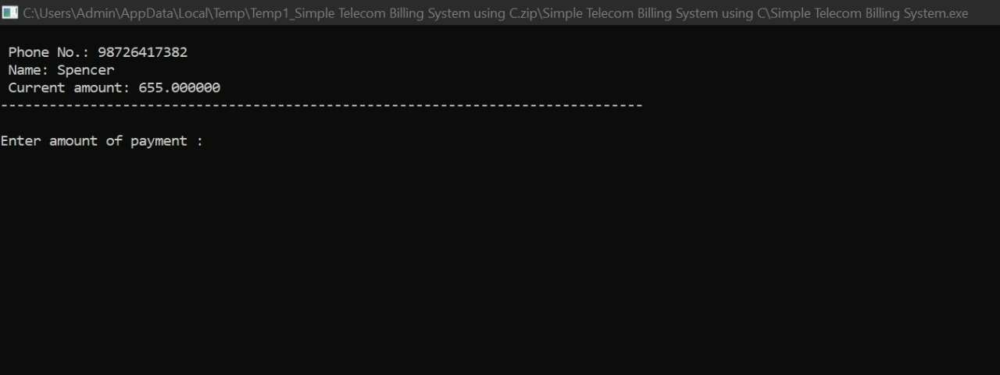 C:\Users\Admin\AppData\Local\Temp\Temp1_Simple Telecom Billing System using C.zip\Simple Telecom Billing System using C\Simple Telecom Billing System.exe
Phone No.: 98726417382
Name: Spencer
Current amount: 655.000000
-------------------------------------------------------------------------------
Enter amount of payment :